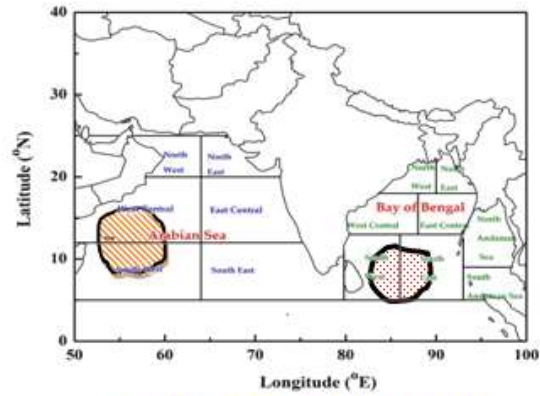 40
30
20
10
0
50
60
70
80
90
100
Latitude (°N)
Longitude (°E)
North
West
North
East
West Central
East Central
Arabian Sea
South East
North
West
North
East
Bay of Bengal
West Central
East Central
North
Andaman
Sea
South
Andaman Sea